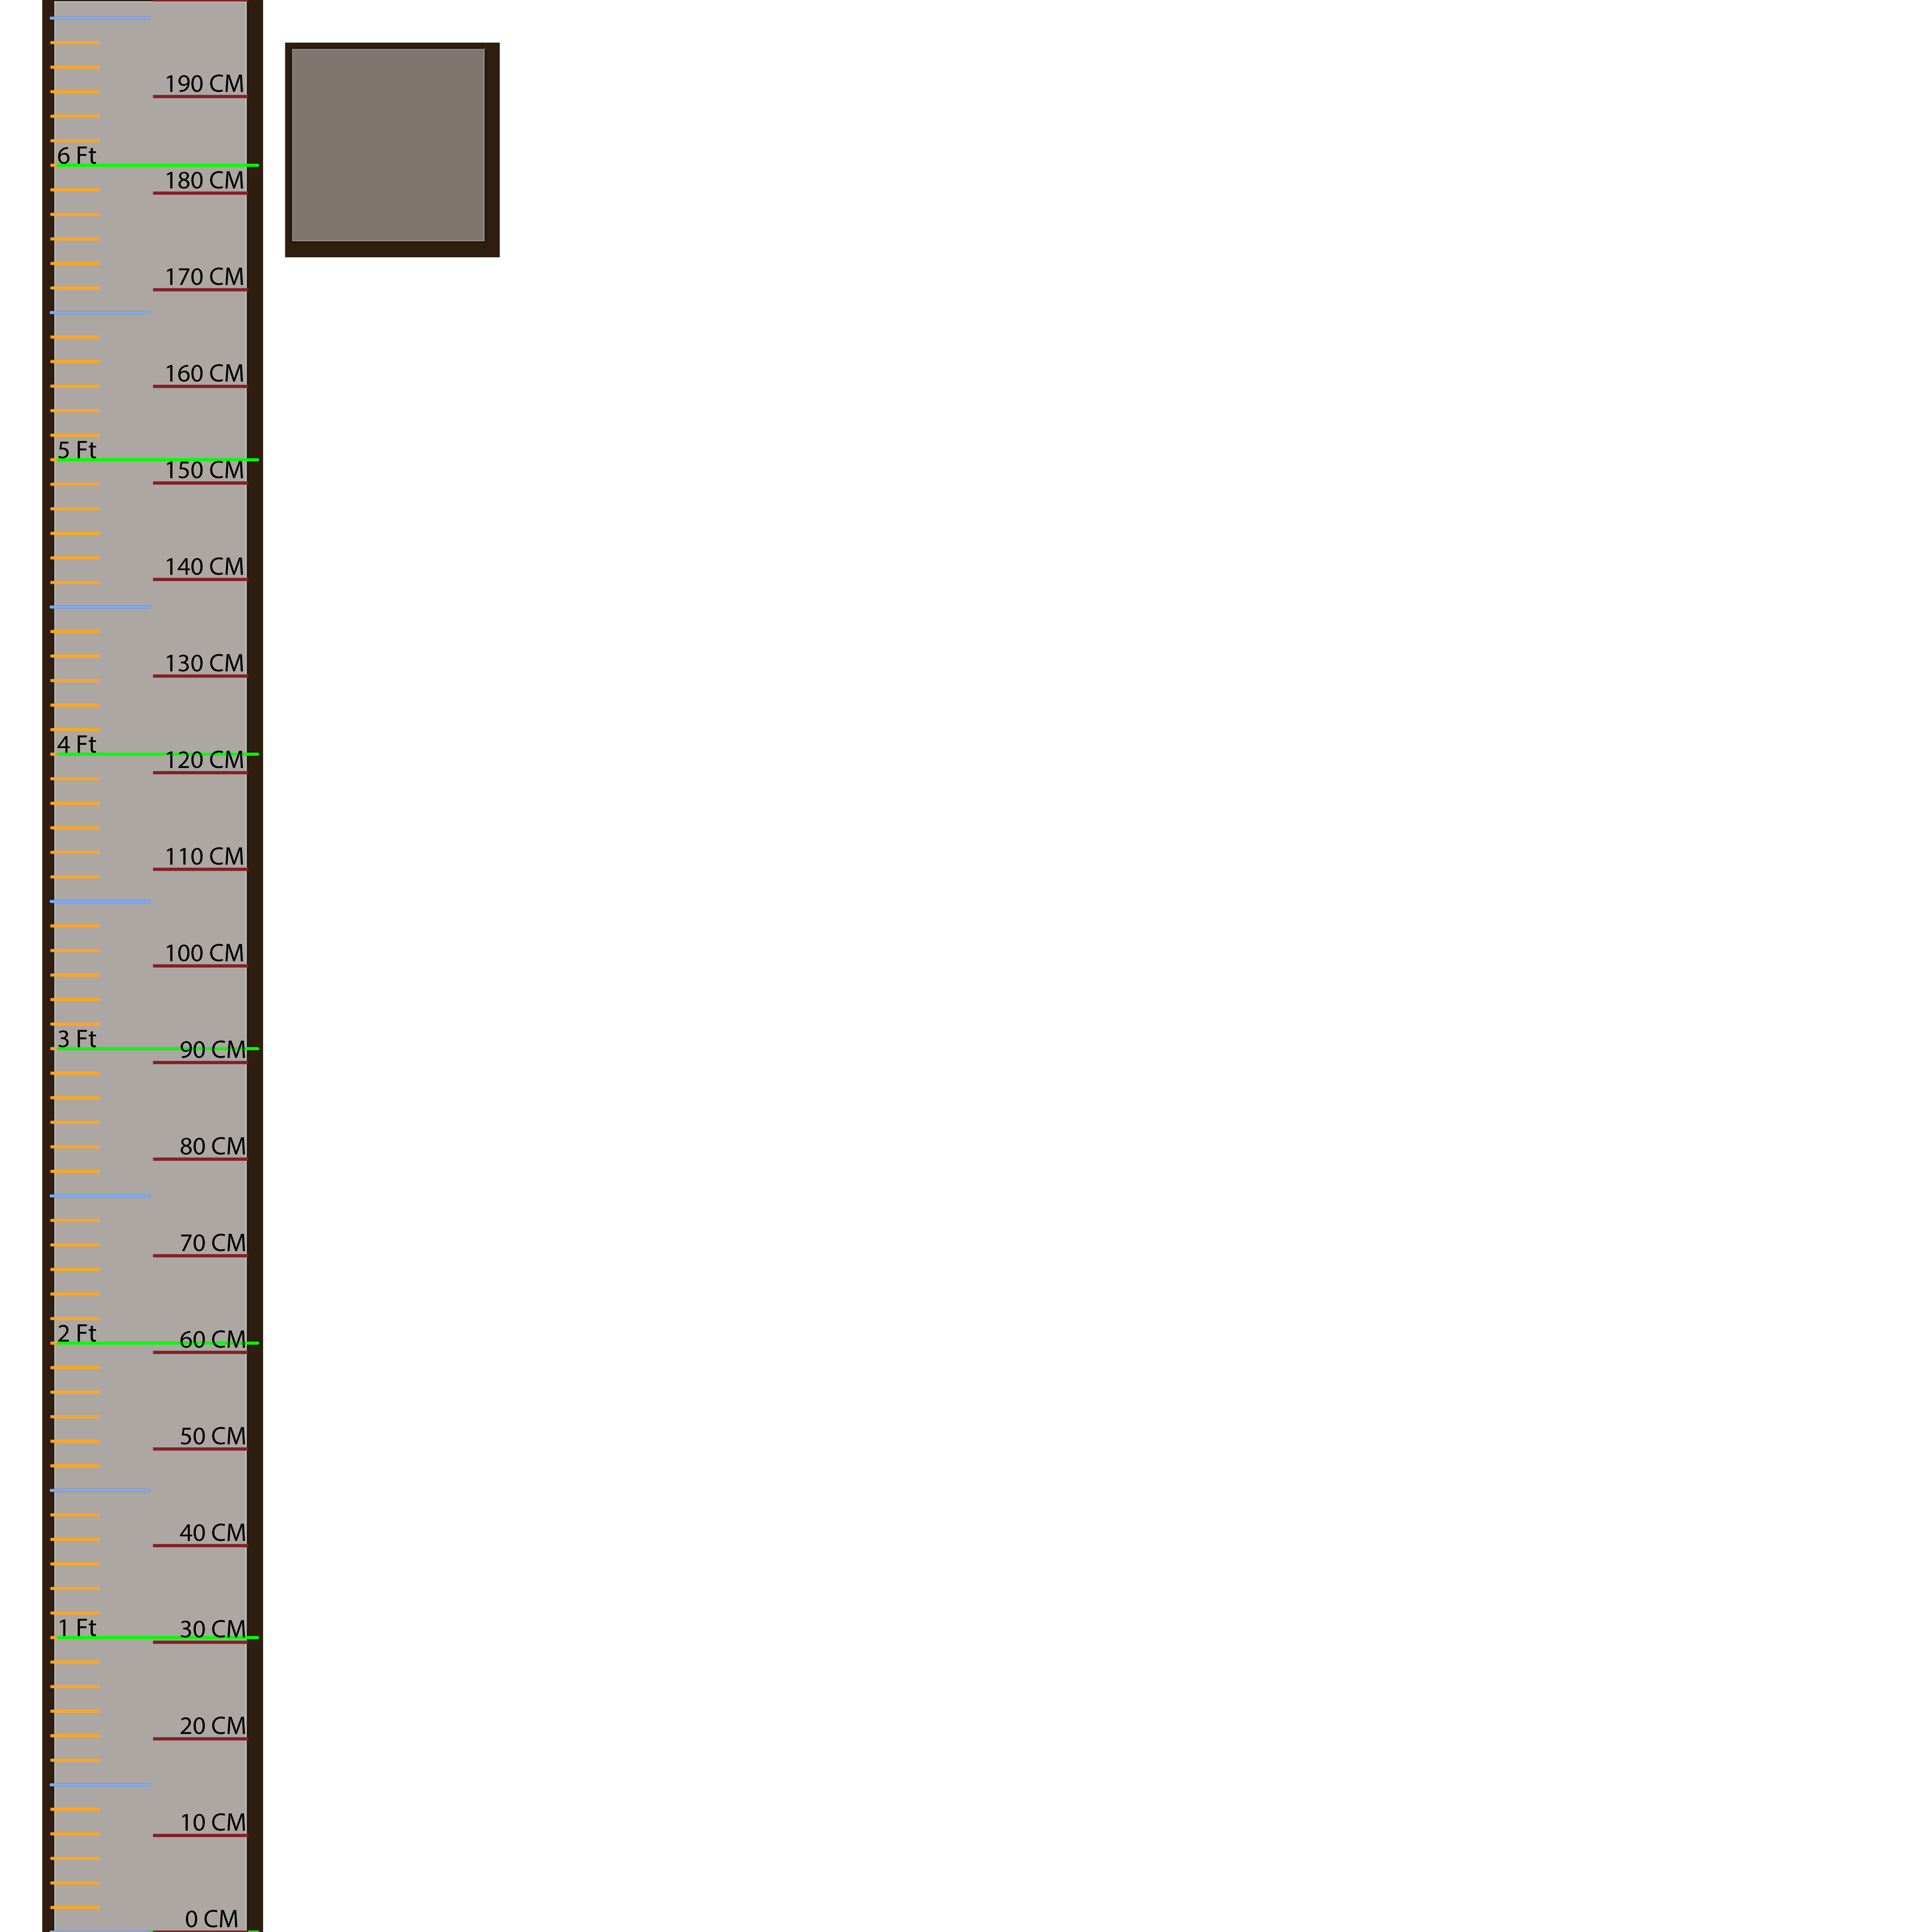 190 CM
6 Ft
180 CM
170 CM
160 CM
5 Ft
150 CM
140 CM
130 CM
4 Ft
120 CM
110 CM
100 CM
3 Ft
90 CM
80 CM
70 CM
2 Ft
60 CM
50 CM
40 CM
1 Ft
30 CM
20 CM
10 CM
0 CM